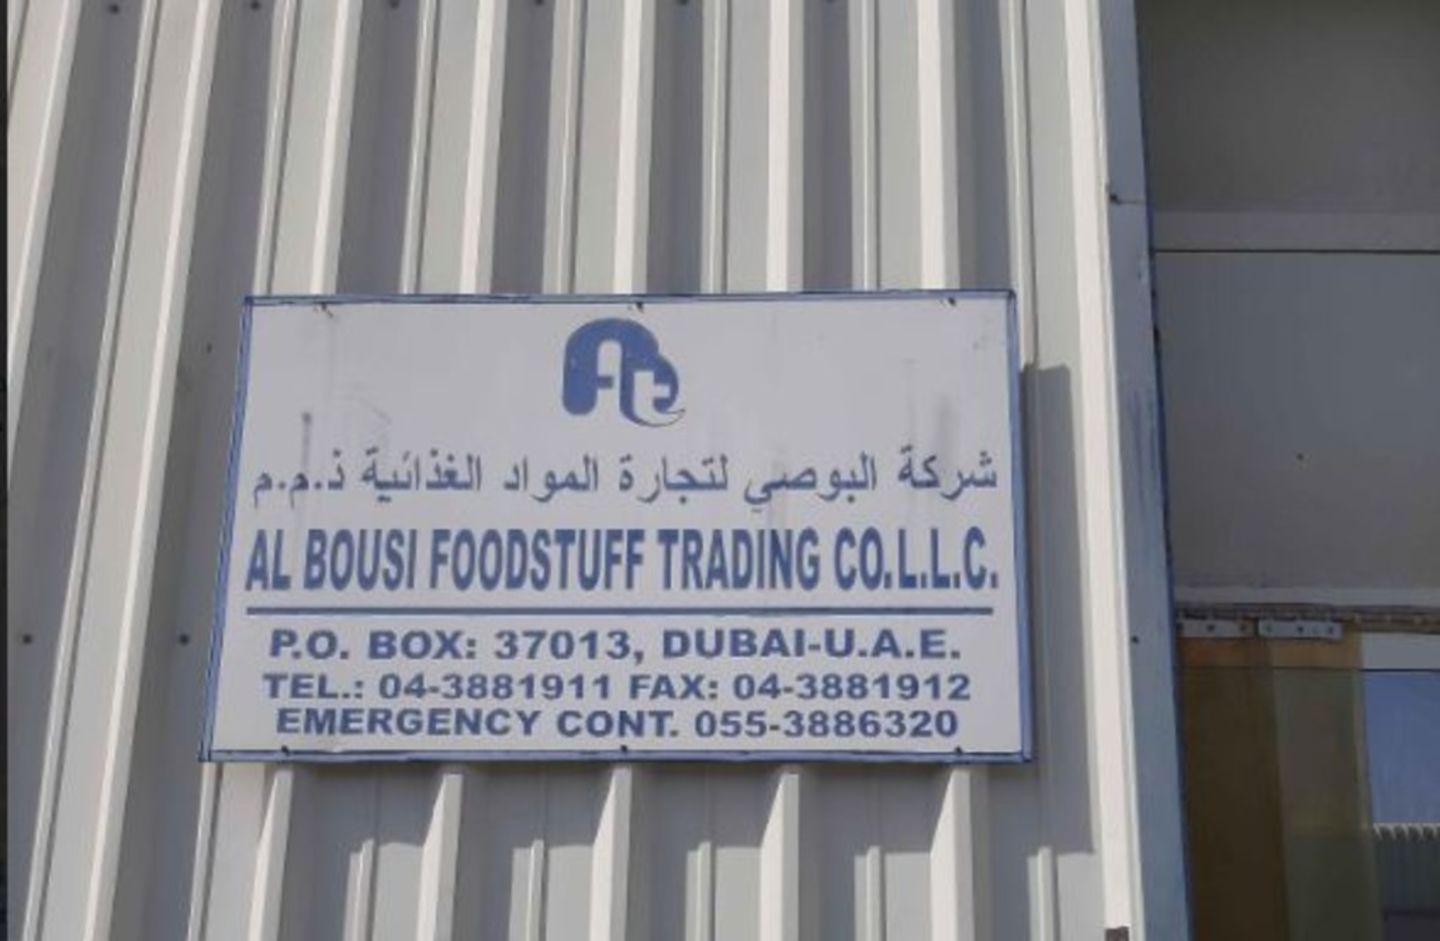 شركة البوصي لتجارة المواد الغذائية ذ.م.م
AL BOUSI FOODSTUFF TRADING CO.L.L.C.
P.O. BOX: 37013, DUBAI-U.A.E.
TEL.: 04-3881911 FAX: 04-3881912
EMERGENCY CONT. 055-3886320